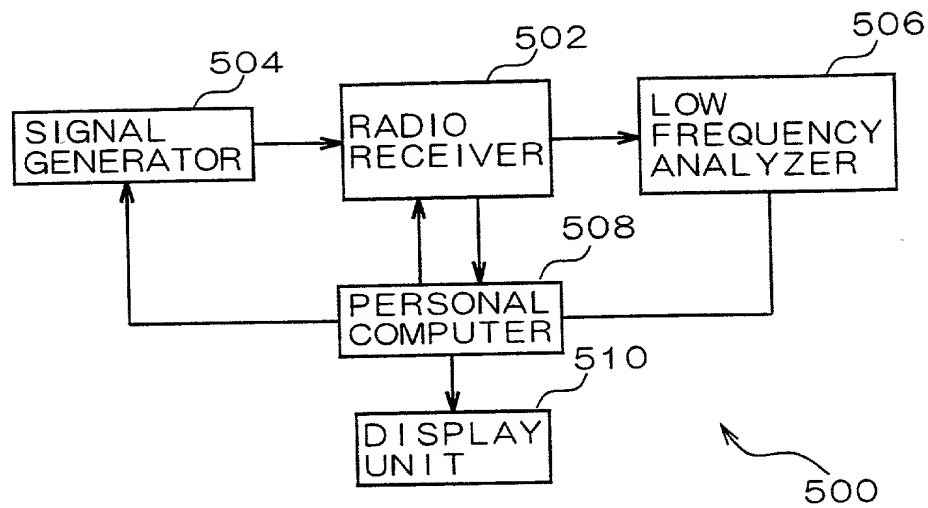 504
502
506
SIGNAL
GENERATOR
RADIO
RECEIVER
LOW
FREQUENCY
ANALYZER
508
PERSONAL
COMPUTER
510
DISPLAY
UNIT
500